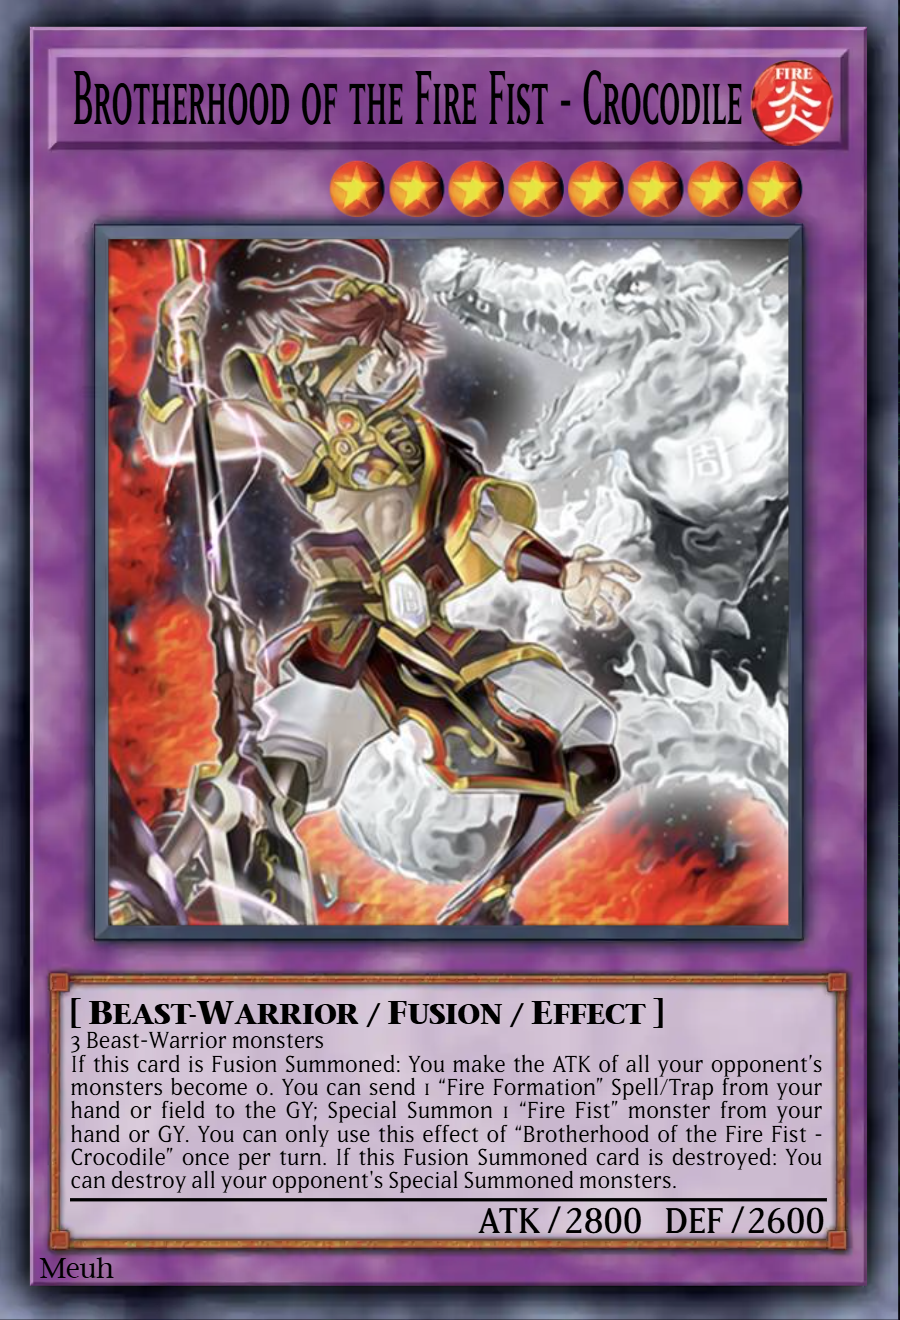 Brotherhood of the Fire Fist - Crocodile
FIRE
炎
周
周
[ Beast-Warrior / Fusion / Effect ]
3 Beast-Warrior monsters
If this card is Fusion Summoned: You make the ATK of all your opponent's
monsters become 0. You can send 1 “Fire Formation” Spell/Trap from your
hand or field to the GY; Special Summon 1 “Fire Fist” monster from your
hand or GY. You can only use this effect of “Brotherhood of the Fire Fist -
Crocodile” once per turn. If this Fusion Summoned card is destroyed: You
can destroy all your opponent's Special Summoned monsters.
ATK/2800 DEF/2600
Meuh